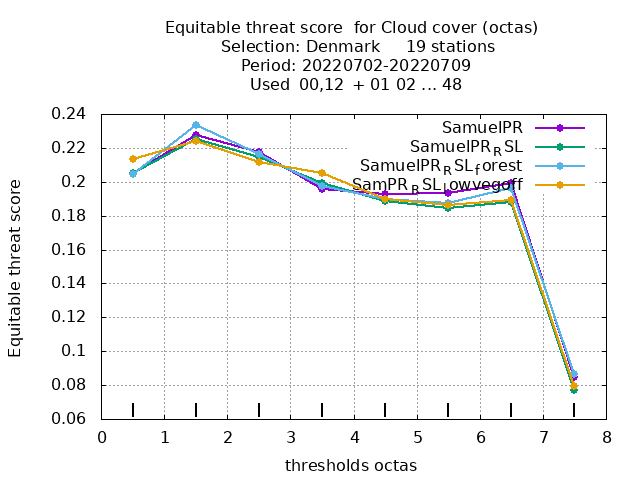 Equitable threat score  for Cloud cover (octas)
Selection: Denmark     19 stations
Period: 20220702-20220709
Used  00,12  + 01 02 ... 48
SamuelPR
SamuelPR_RSL
SamuelPR_RSL_forest
SamPR_RSL_lowvegoff
Equitable threat score
0.24
0.22
0.2
0.18
0.16
0.14
0.12
0.1
0.08
0.06
0 1 2 3 4 5 6 7 8
thresholds octas